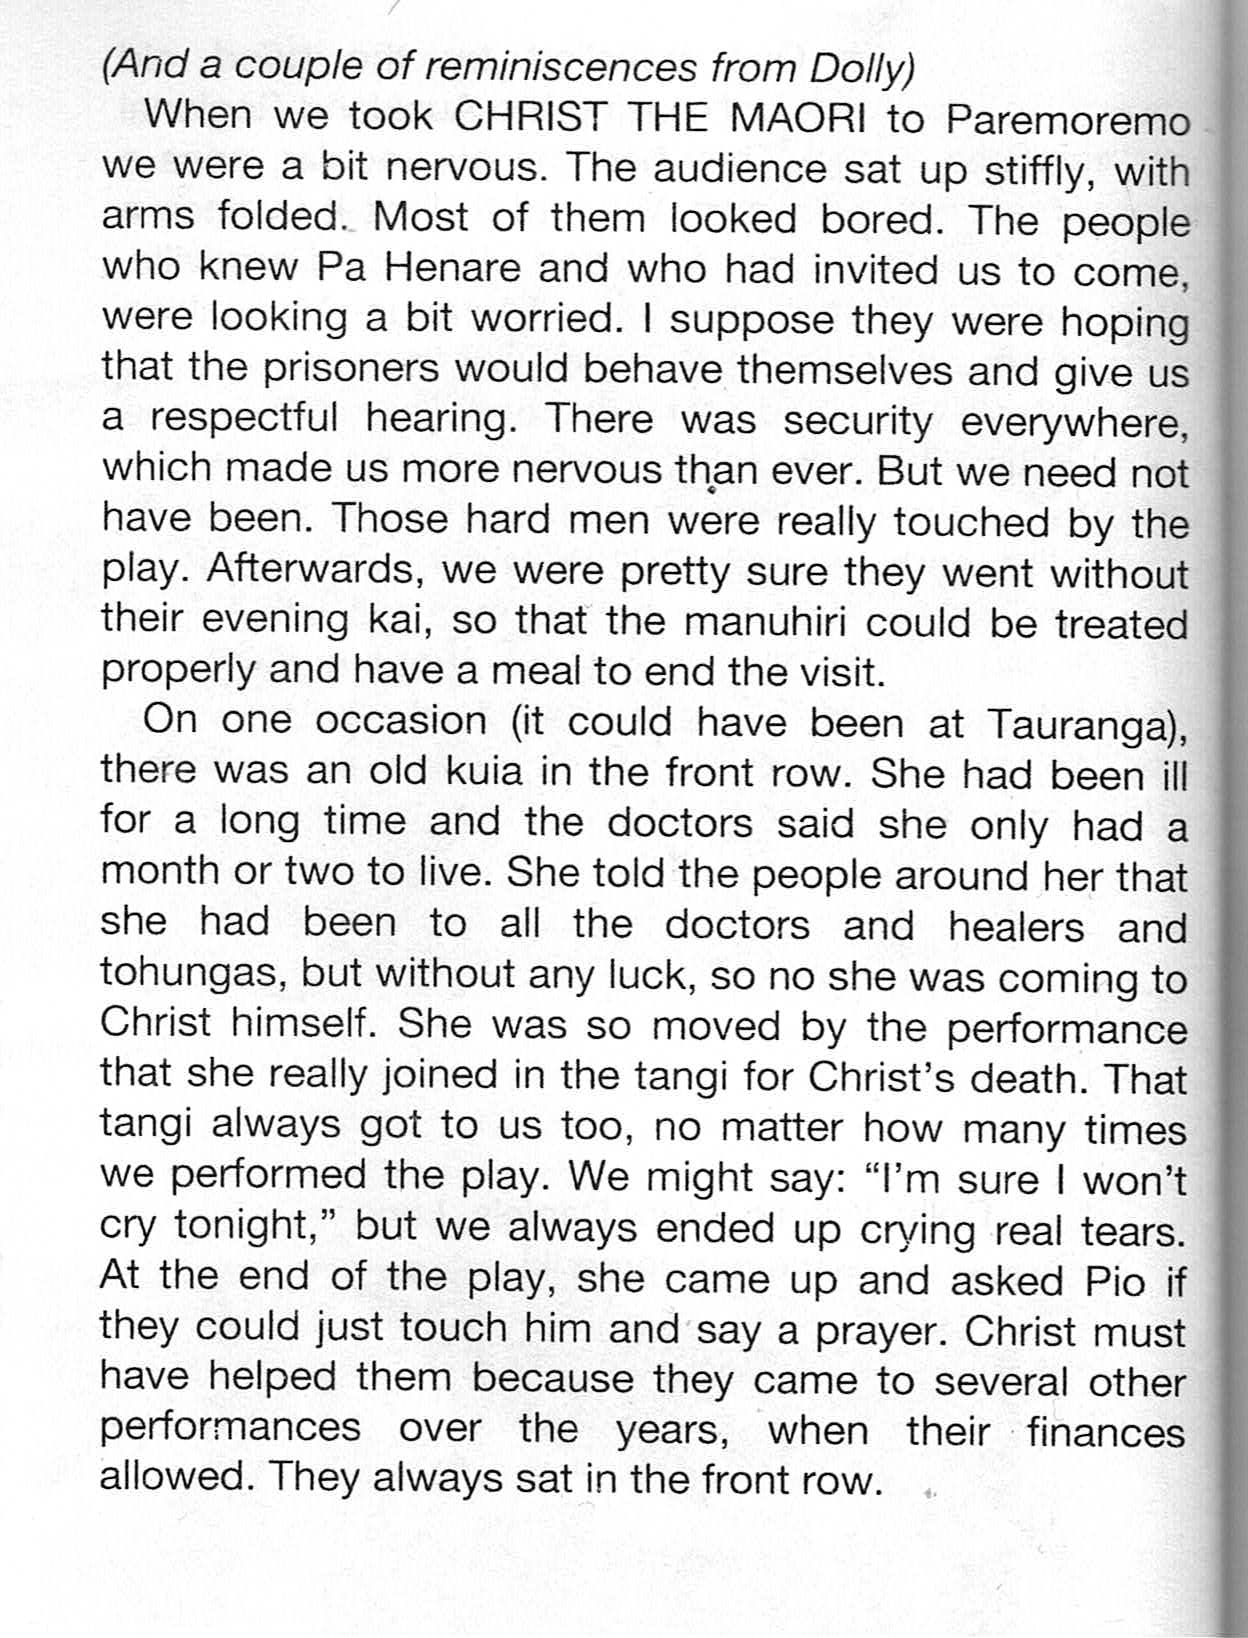 (And a couple of reminiscences from Dolly)
When we took CHRIST THE MAORI to Paremoremo
we were a bit nervous. The audience sat up stiffly, with
arms folded. Most of them looked bored. The people
who knew Pa Henare and who had invited us to come,
were looking a bit worried. I suppose they were hoping
that the prisoners would behave themselves and give us
a respectful hearing. There was security everywhere,
which made us more nervous than ever. But we need not
have been. Those hard men were really touched by the
play. Afterwards, we were pretty sure they went without
their evening kai, so that the manuhiri could be treated
properly and have a meal to end the visit.
On one occasion (it could have been at Tauranga),
there was an old kuia in the front row. She had been ill
for a long time and the doctors said she only had a
month or two to live. She told the people around her that
she had been to all the doctors and healers and
tohungas, but without any luck, so no she was coming to
Christ himself. She was so moved by the performance
that she really joined in the tangi for Christ's death. That
tangi always got to us too, no matter how many times
we performed the play. We might say: “I'm sure I won't
cry tonight,” but we always ended up crying real tears.
At the end of the play, she came up and asked Pio if
they could just touch him and say a prayer. Christ must
have helped them because they came to several other
performances over the years, when their finances
allowed. They always sat in the front row.